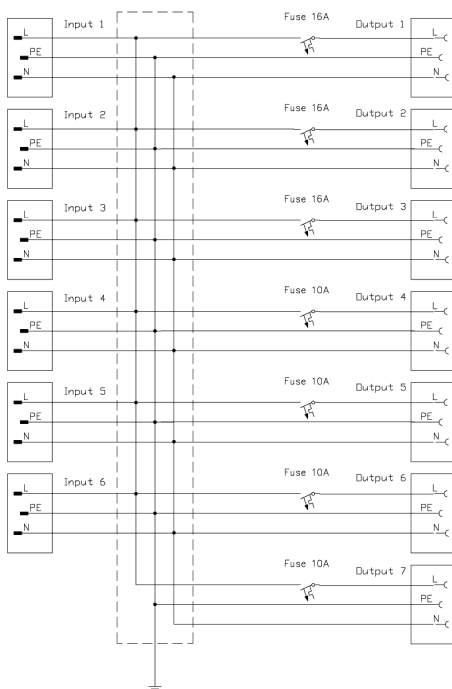 Input 1 Fuse 16A Output 1
L L
PE PE
N N
Input 2 Fuse 16A Output 2
L L
PE PE
N N
Input 3 Fuse 16A Output 3
L L
PE PE
N N
Input 4 Fuse 10A Output 4
L L
PE PE
N N
Input 5 Fuse 10A Output 5
L L
PE PE
N N
Input 6 Fuse 10A Output 6
L L
PE PE
N N
Fuse 10A Output 7
L
PE
N